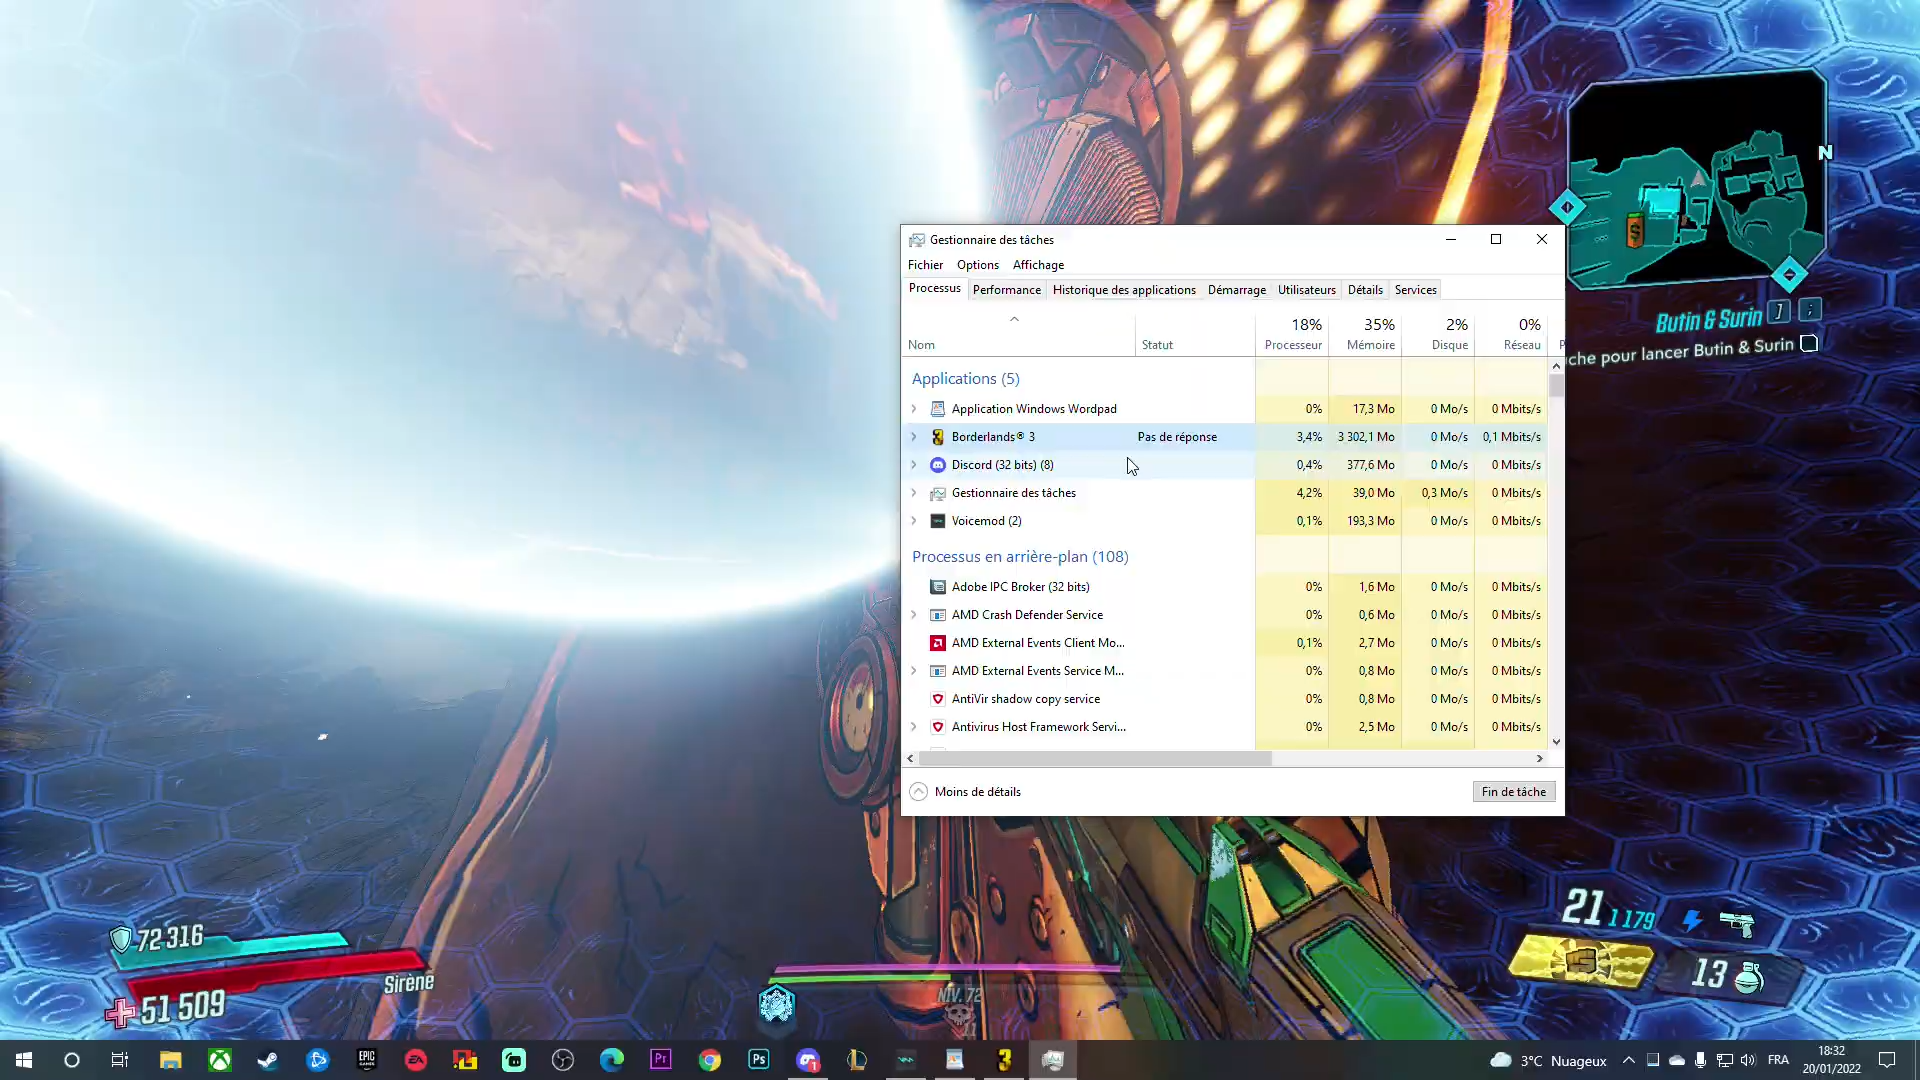 N
Butin & Surin ] ;
che pour lancer Butin & Surin
Gestionnaire des tâches
Fichier Options Affichage
Processus Performance Historique des applications Démarrage Utilisateurs Détails Services
18% 35% 2% 0%
Nom Statut Processeur Mémoire Disque Réseau P
Applications (5)
Application Windows Wordpad 0% 17,3 Mo 0 Mo/s 0 Mbits/s
Borderlands® 3 Pas de réponse 3,4% 3 302,1 Mo 0 Mo/s 0,1 Mbits/s
Discord (32 bits) (8) 0,4% 377,6 Mo 0 Mo/s 0 Mbits/s
Gestionnaire des tâches 4,2% 39,0 Mo 0,3 Mo/s 0 Mbits/s
Voicemod (2) 0,1% 193,3 Mo 0 Mo/s 0 Mbits/s
Processus en arrière-plan (108)
Adobe IPC Broker (32 bits) 0% 1,6 Mo 0 Mo/s 0 Mbits/s
AMD Crash Defender Service 0% 0,6 Mo 0 Mo/s 0 Mbits/s
AMD External Events Client Mo... 0,1% 2,7 Mo 0 Mo/s 0 Mbits/s
AMD External Events Service M... 0% 0,8 Mo 0 Mo/s 0 Mbits/s
AntiVir shadow copy service 0% 0,8 Mo 0 Mo/s 0 Mbits/s
Antivirus Host Framework Servi... 0% 2,5 Mo 0 Mo/s 0 Mbits/s
Moins de détails Fin de tâche
72 316
Sirène
51 509
NIV. 72
11
21 1 179
13
EPIC GAMES EA Pr Ps 1 3
3°C Nuageux FRA 18:32
20/01/2022